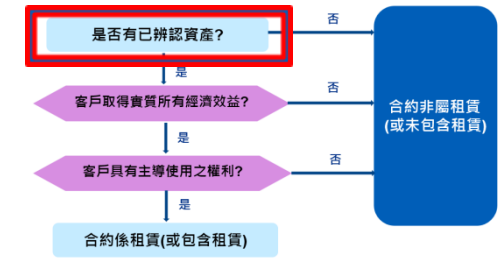 是否有已辨認資產?
否
是
客戶取得實質所有經濟效益?
否
是
客戶具有主導使用之權利?
否
是
合約係租賃(或包含租賃)
合約非屬租賃
(或未包含租賃)